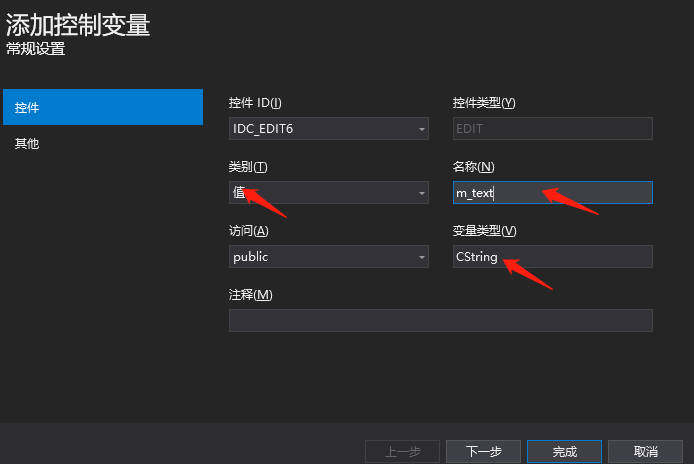 添加控制变量
常规设置
控件
其他
控件 ID(I)
控件类型(Y)
IDC_EDIT6
EDIT
类别(T)
名称(N)
值
m_text
访问(A)
变量类型(V)
public
CString
注释(M)
上一步
下一步
完成
取消